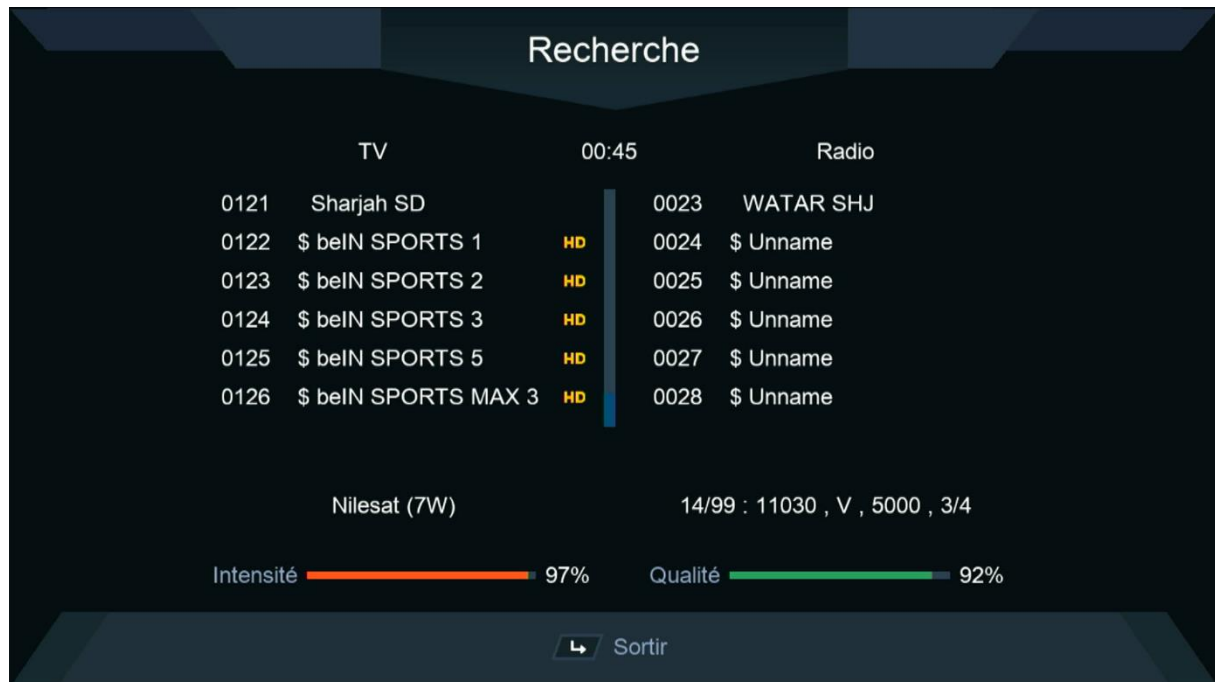 Recherche
TV 00:45 Radio
0121 Sharjah SD 0023 WATAR SHJ
0122 $ beIN SPORTS 1 HD 0024 $ Unname
0123 $ beIN SPORTS 2 HD 0025 $ Unname
0124 $ beIN SPORTS 3 HD 0026 $ Unname
0125 $ beIN SPORTS 5 HD 0027 $ Unname
0126 $ beIN SPORTS MAX 3 HD 0028 $ Unname
Nilesat (7W) 14/99 : 11030 , V , 5000 , 3/4
Intensité 97% Qualité 92%
Sortir